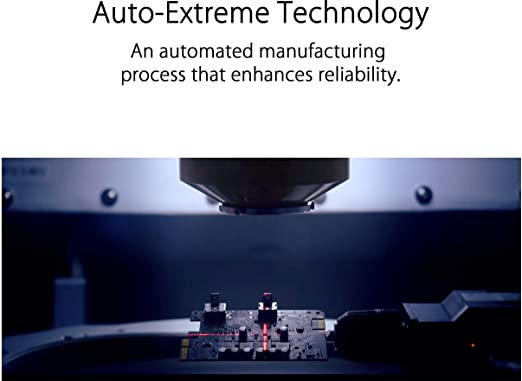 Auto-Extreme Technology
An automated manufacturing
process that enhances reliability.